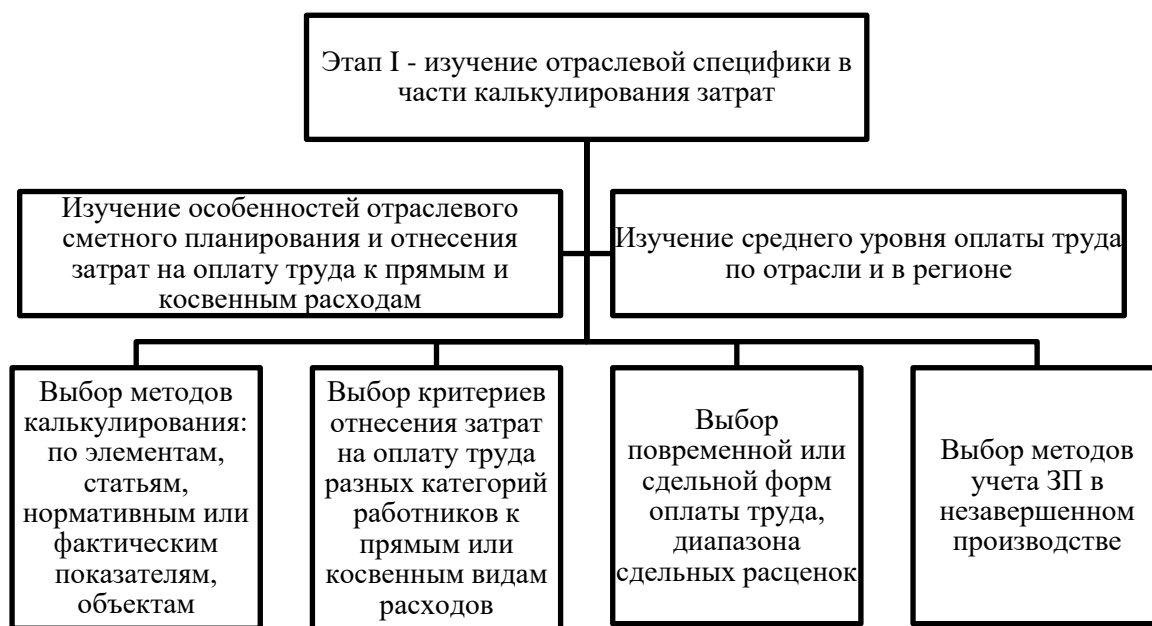 Этап I - изучение отраслевой специфики в
части калькулирования затрат
Изучение особенностей отраслевого
сметного планирования и отнесения
затрат на оплату труда к прямым и
косвенным расходам
Изучение среднего уровня оплаты труда
по отрасли и в регионе
Выбор методов
калькулирования:
по элементам,
статьям,
нормативным или
фактическим
показателям,
объектам
Выбор критериев
отнесения затрат
на оплату труда
разных категорий
работников к
прямым или
косвенным видам
расходов
Выбор
повременной или
сдельной форм
оплаты труда,
диапазона
сдельных расценок
Выбор методов
учета ЗП в
незавершенном
производстве